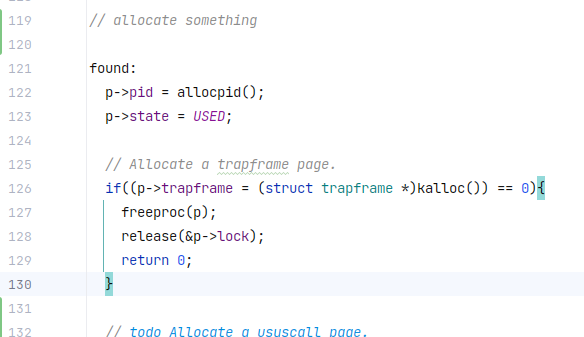 119 // allocate something
120
121 found:
122 p->pid = allocpid();
123 p->state = USED;
124
125 // Allocate a trapframe page.
126 if((p->trapframe = (struct trapframe *)kalloc()) == 0){
127 freeproc(p);
128 release(&p->lock);
129 return 0;
130 }
131
132 // todo Allocate a ususcall page.